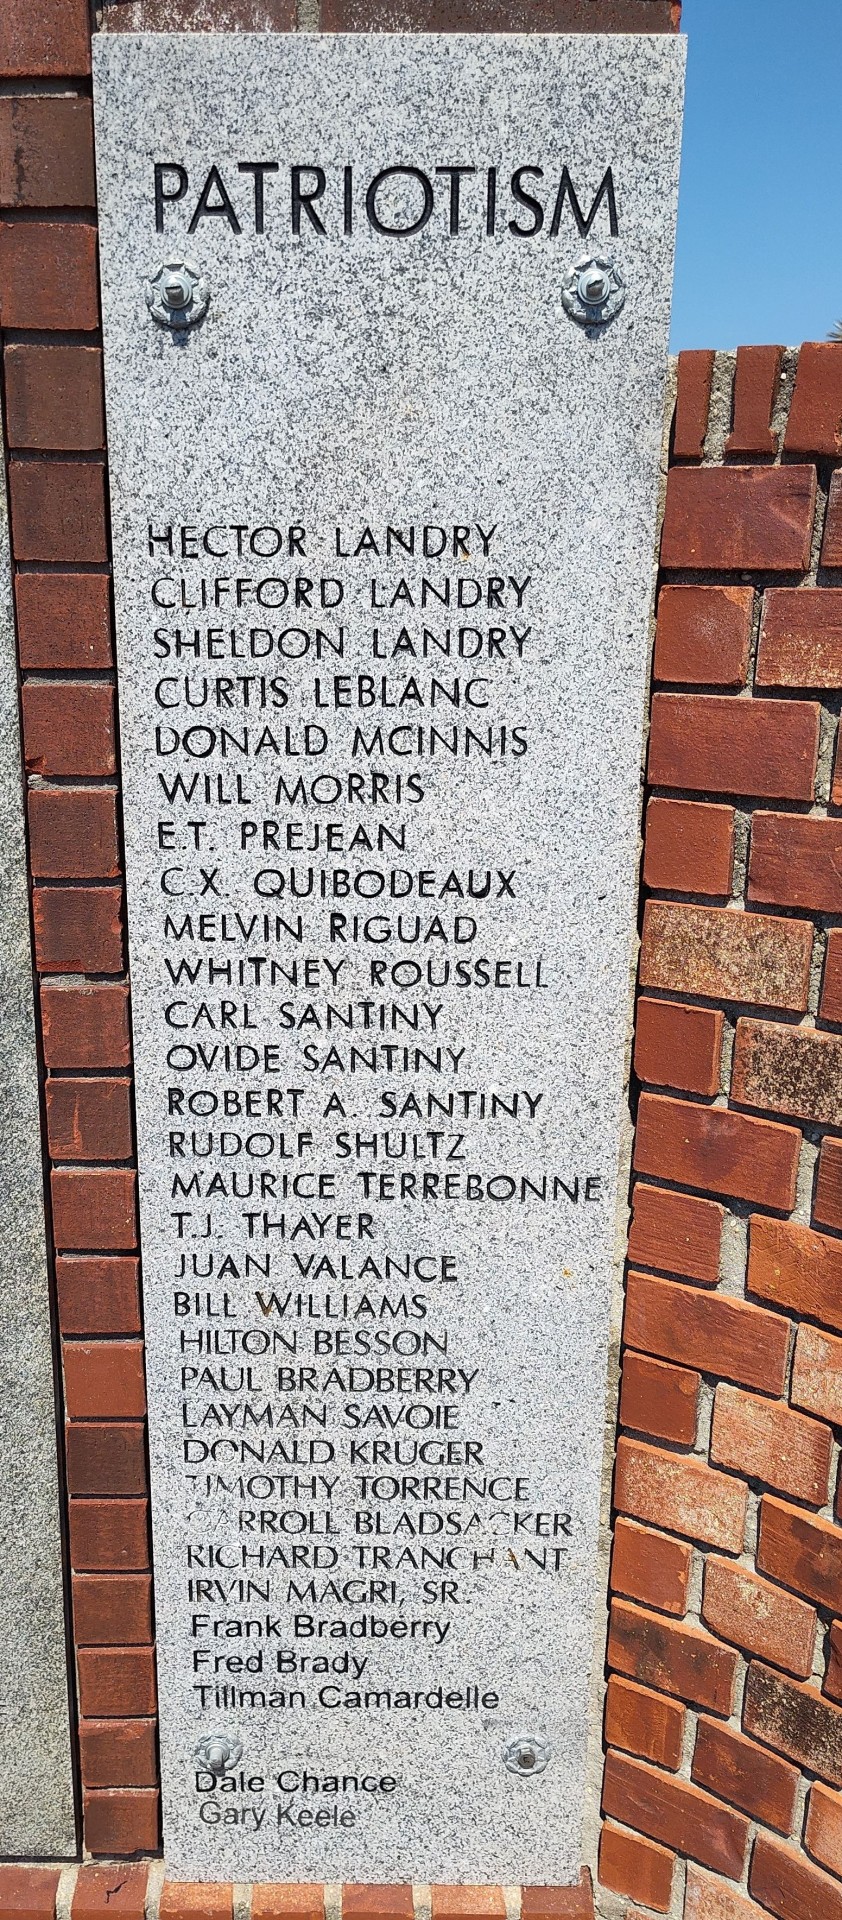 PATRIOTISM
HECTOR LANDRY
CLIFFORD LANDRY
SHELDON LANDRY
CURTIS LEBLANC
DONALD MCINNIS
WILL MORRIS
E.T. PREJEAN
C.X. QUIBODEAUX
MELVIN RIGUAD
WHITNEY ROUSSELL
CARL SANTINY
OVIDE SANTINY
ROBERT A. SANTINY
RUDOLF SHULTZ
MAURICE TERREBONNE
T.J. THAYER
JUAN VALANCE
BILL WILLIAMS
HILTON BESSON
PAUL BRADBERRY
LAYMAN SAVOIE
DONALD KRUGER
TIMOTHY TORRENCE
CARROLL BLADSACKER
RICHARD TRANCHANT
IRVIN MAGRI, SR.
Frank Bradberry
Fred Brady
Tillman Camardelle
Dale Chance
Gary Keele